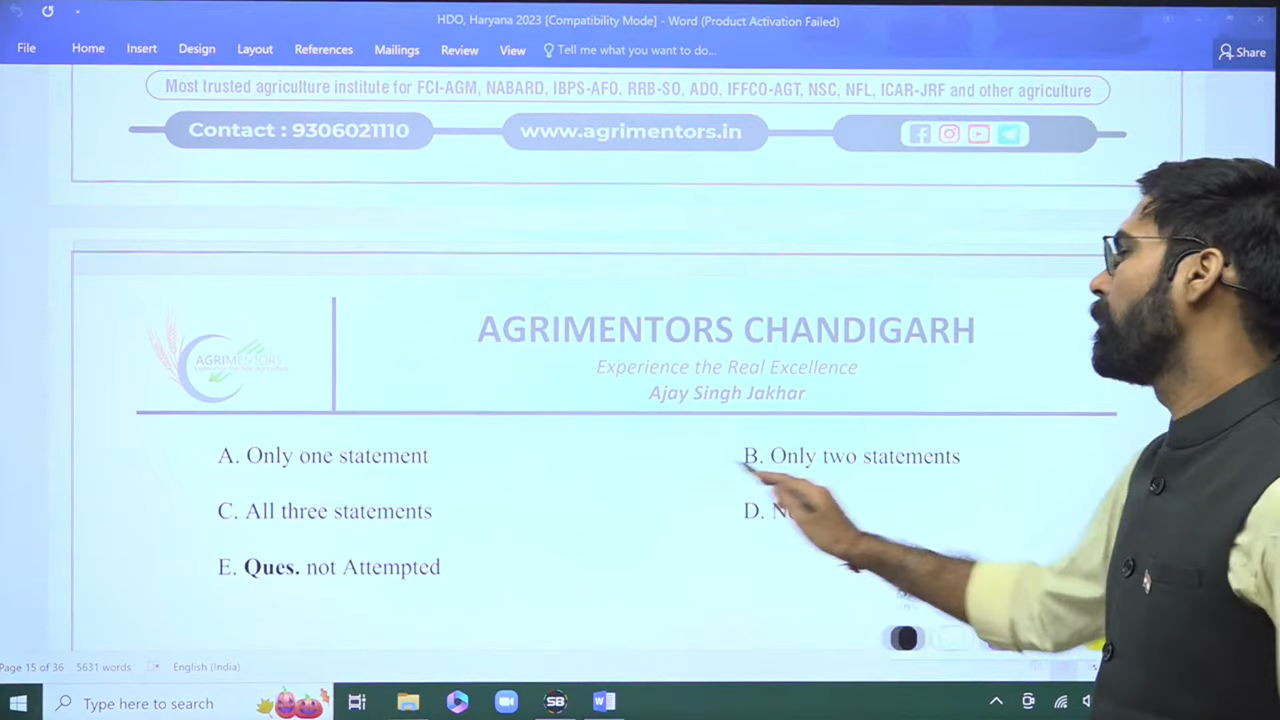 HDO, Haryana 2023 [Compatibility Mode] - Word (Product Activation Failed)
File Home Insert Design Layout References Mailings Review View Tell me what you want to do... Share
Most trusted agriculture institute for FCI-AGM, NABARD, IBPS-AFO, RRB-SO, ADO, IFFCO-AGT, NSC, NFL, ICAR-JRF and other agriculture
Contact : 9306021110 www.agrimentors.in
AGRIMENTORS
AGRIMENTORS CHANDIGARH
Experience the Real Excellence
Ajay Singh Jakhar
A. Only one statement B. Only two statements
C. All three statements D.
E. Ques. not Attempted
Page 15 of 36 5631 words English (India)
Type here to search SB